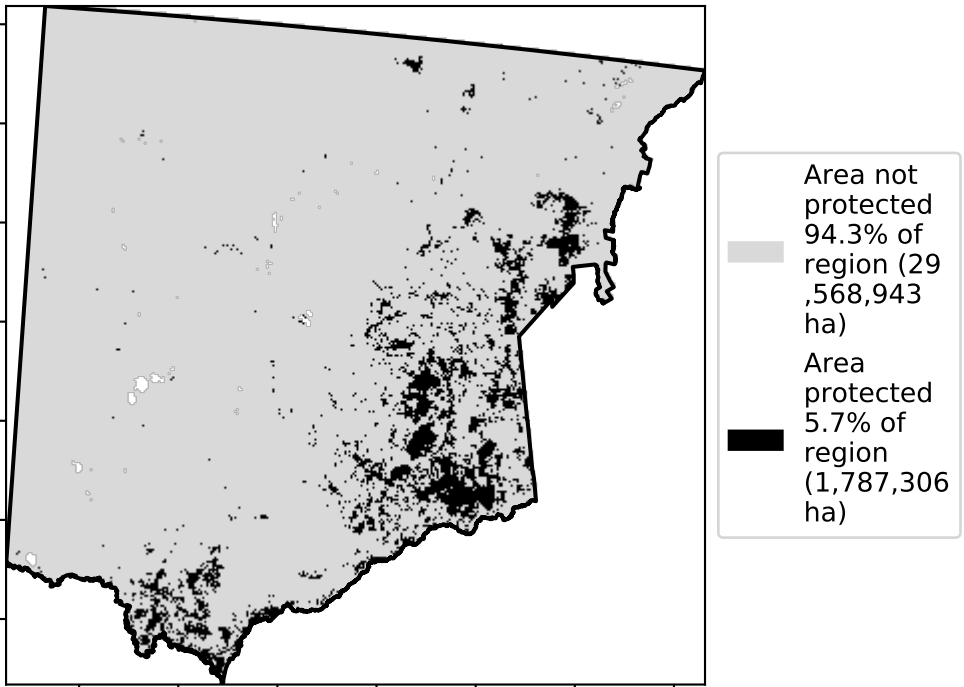 Area not
protected
94.3% of
region (29
,568,943
ha)
Area
protected
5.7% of
region
(1,787,306
ha)